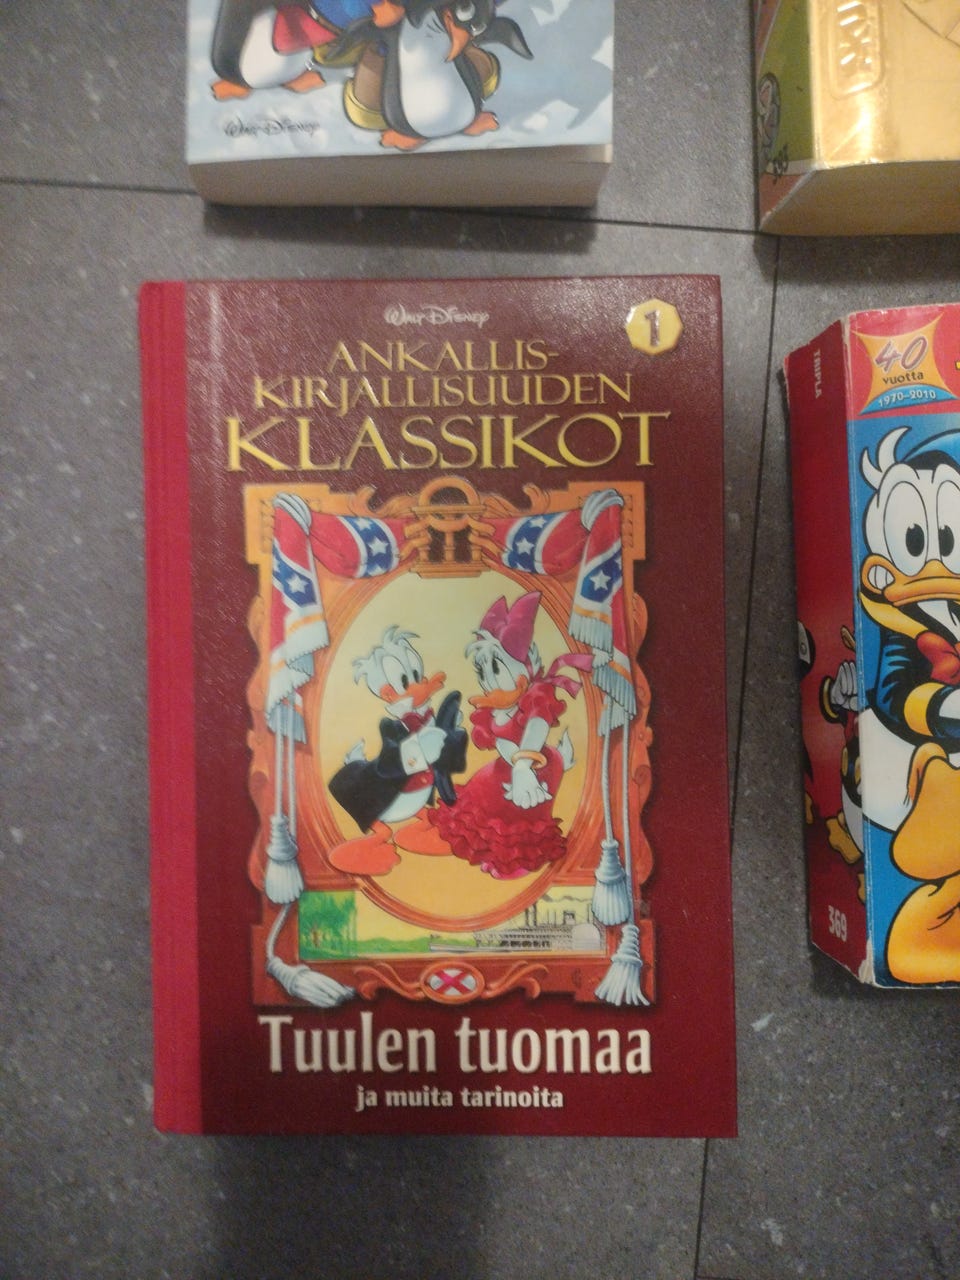 Walt Disney
Walt Disney
1
ANKALLIS-
KIRJALLISUUDEN
KLASSIKOT
Tuulen tuomaa
ja muita tarinoita
TRIPLA
40
vuotta
1970–2010
369